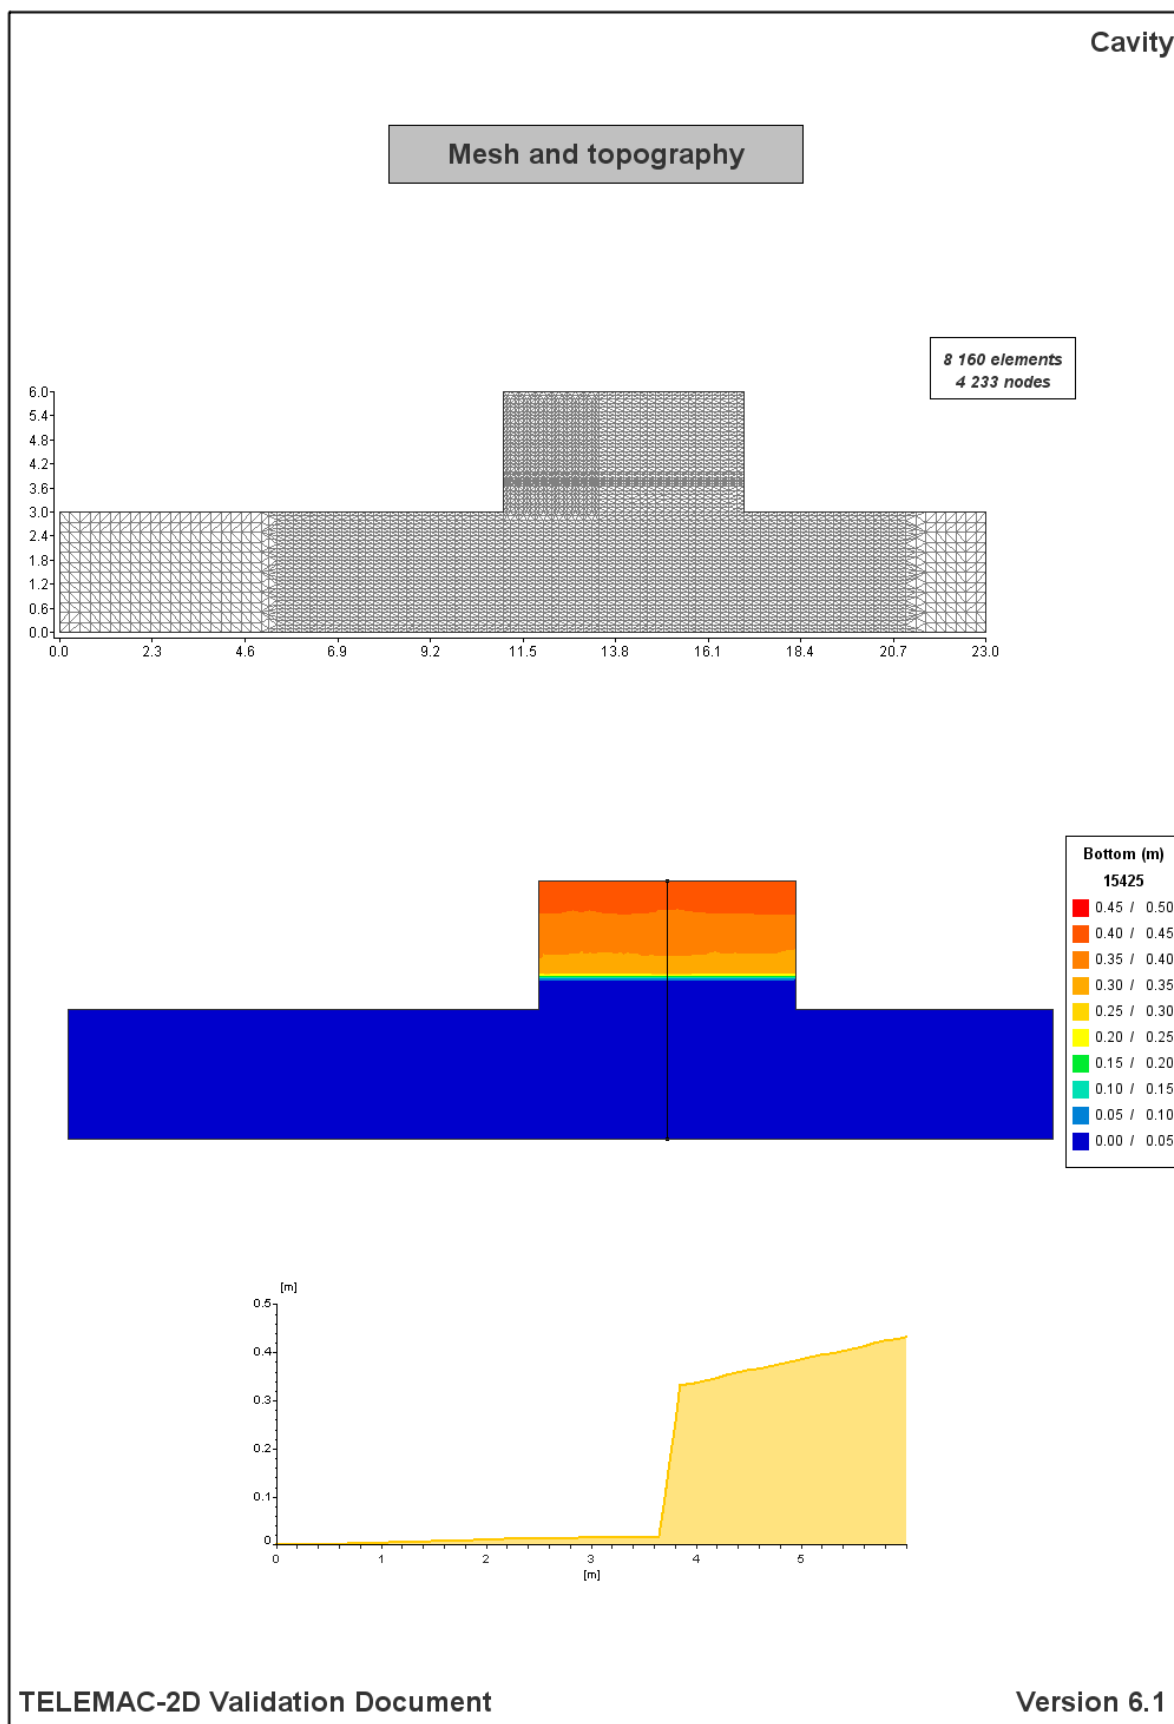 Cavity
Mesh and topography
8 160 elements
4 233 nodes
6.0
5.4
4.8
4.2
3.6
3.0
2.4
1.8
1.2
0.6
0.0
0.0 2.3 4.6 6.9 9.2 11.5 13.8 16.1 18.4 20.7 23.0
Bottom (m)
15425
0.45 / 0.50
0.40 / 0.45
0.35 / 0.40
0.30 / 0.35
0.25 / 0.30
0.20 / 0.25
0.15 / 0.20
0.10 / 0.15
0.05 / 0.10
0.00 / 0.05
[m]
0.5
0.4
0.3
0.2
0.1
0
0 1 2 3 4 5
[m]
TELEMAC-2D Validation Document Version 6.1